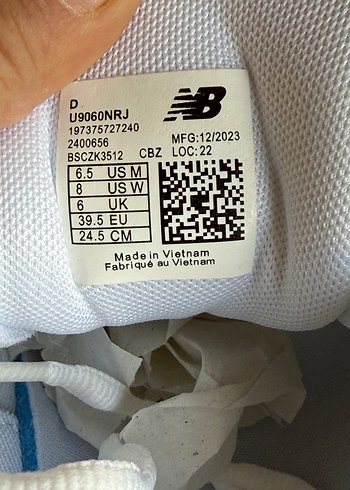 D
NB
U9060NRJ
197375727240
2400656 MFG:12/2023
BSCZK3512 CBZ LOC:22
6.5 US M
8 US W
6 UK
39.5 EU
24.5 CM
Made in Vietnam
Fabriqué au Vietnam